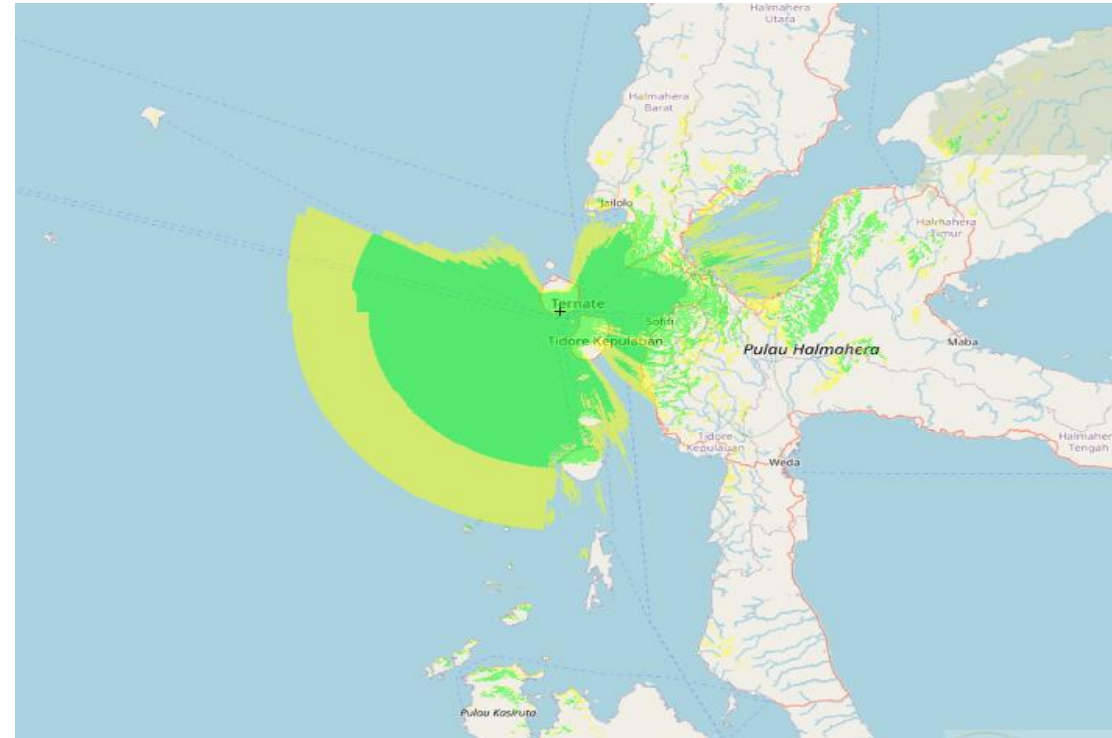 Halmahera
Utara
Halmahera
Barat
Jailolo
Halmahera
Timur
Ternate
Sofifi
Tidore Kepulauan
Pulau Halmahera
Maba
Tidore
Kepulauan
Halmaher
Tengah
Weda
Pulau Kasiruta